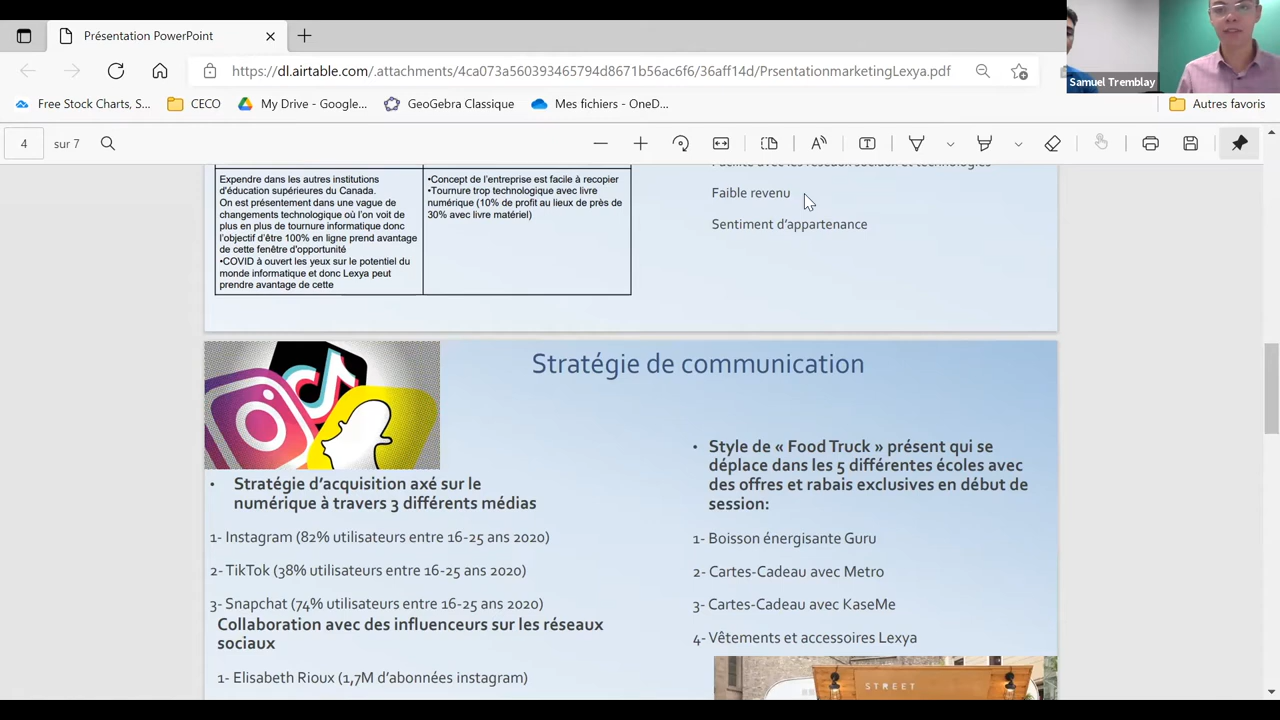 Présentation PowerPoint
https://dl.airtable.com/.attachments/4ca073a560393465794d8671b56ac6f6/36aff14d/PrsentationmarketingLexya.pdf
Samuel Tremblay
Free Stock Charts, S...
CECO
My Drive - Google...
GeoGebra Classique
Mes fichiers - OneD...
Autres favoris
4 sur 7
Expendre dans les autres institutions
d'éducation supérieures du Canada.
On est présentement dans une vague de
changements technologique où l'on voit de
plus en plus de tournure informatique donc
l'objectif d'être 100% en ligne prend avantage
de cette fenêtre d'opportunité
•COVID à ouvert les yeux sur le potentiel du
monde informatique et donc Lexya peut
prendre avantage de cette
•Concept de l'entreprise est facile à recopier
•Tournure trop technologique avec livre
numérique (10% de profit au lieux de près de
30% avec livre matériel)
Facilité avec les réseaux sociaux et technologies
Faible revenu
Sentiment d'appartenance
Stratégie de communication
• Stratégie d'acquisition axé sur le
numérique à travers 3 différents médias
1- Instagram (82% utilisateurs entre 16-25 ans 2020)
2- TikTok (38% utilisateurs entre 16-25 ans 2020)
3- Snapchat (74% utilisateurs entre 16-25 ans 2020)
Collaboration avec des influenceurs sur les réseaux
sociaux
1- Elisabeth Rioux (1,7M d'abonnées instagram)
• Style de « Food Truck » présent qui se
déplace dans les 5 différentes écoles avec
des offres et rabais exclusives en début de
session:
1- Boisson énergisante Guru
2- Cartes-Cadeau avec Metro
3- Cartes-Cadeau avec KaseMe
4- Vêtements et accessoires Lexya
STREET